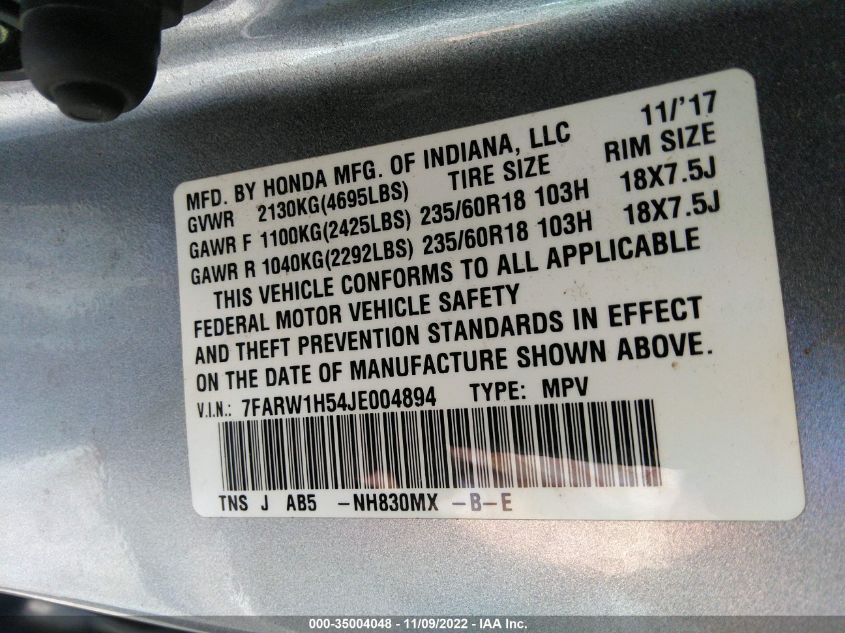 11/'17
MFD. BY HONDA MFG. OF INDIANA, LLC
GVWR 2130KG(4695LBS) TIRE SIZE RIM SIZE
GAWR F 1100KG(2425LBS) 235/60R18 103H 18X7.5J
GAWR R 1040KG(2292LBS) 235/60R18 103H 18X7.5J
THIS VEHICLE CONFORMS TO ALL APPLICABLE
FEDERAL MOTOR VEHICLE SAFETY
AND THEFT PREVENTION STANDARDS IN EFFECT
ON THE DATE OF MANUFACTURE SHOWN ABOVE.
V.I.N.: 7FARW1H54JE004894 TYPE: MPV
TNS J AB5 -NH830MX -B-E
000-35004048 - 11/09/2022 - IAA Inc.